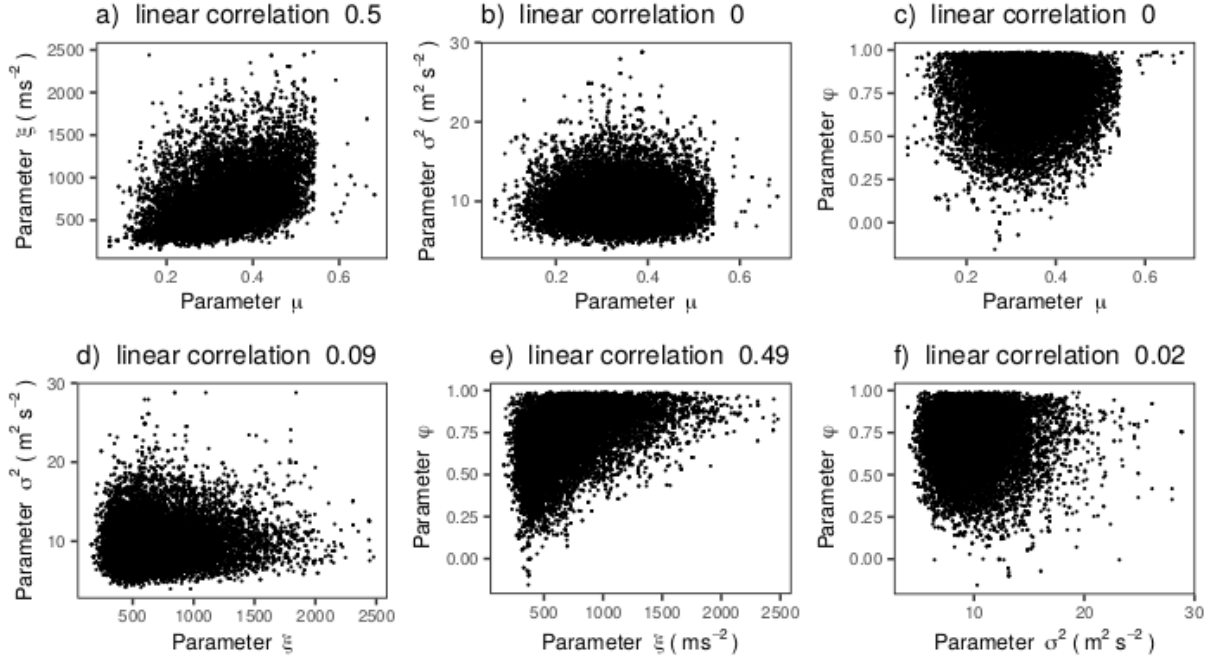 a) linear correlation 0.5
2500
2000
1500
1000
500
Parameter ξ ( ms⁻²)
0.2 0.4 0.6
Parameter μ
b) linear correlation 0
30
20
10
Parameter σ² ( m² s⁻²)
0.2 0.4 0.6
Parameter μ
c) linear correlation 0
1.00
0.75
0.50
0.25
0.00
Parameter φ
0.2 0.4 0.6
Parameter μ
d) linear correlation 0.09
30
20
10
Parameter σ² ( m² s⁻²)
500 1000 1500 2000 2500
Parameter ξ
e) linear correlation 0.49
1.00
0.75
0.50
0.25
0.00
Parameter φ
500 1000 1500 2000 2500
Parameter ξ ( ms⁻²)
f) linear correlation 0.02
1.00
0.75
0.50
0.25
0.00
Parameter φ
10 20 30
Parameter σ² ( m² s⁻²)